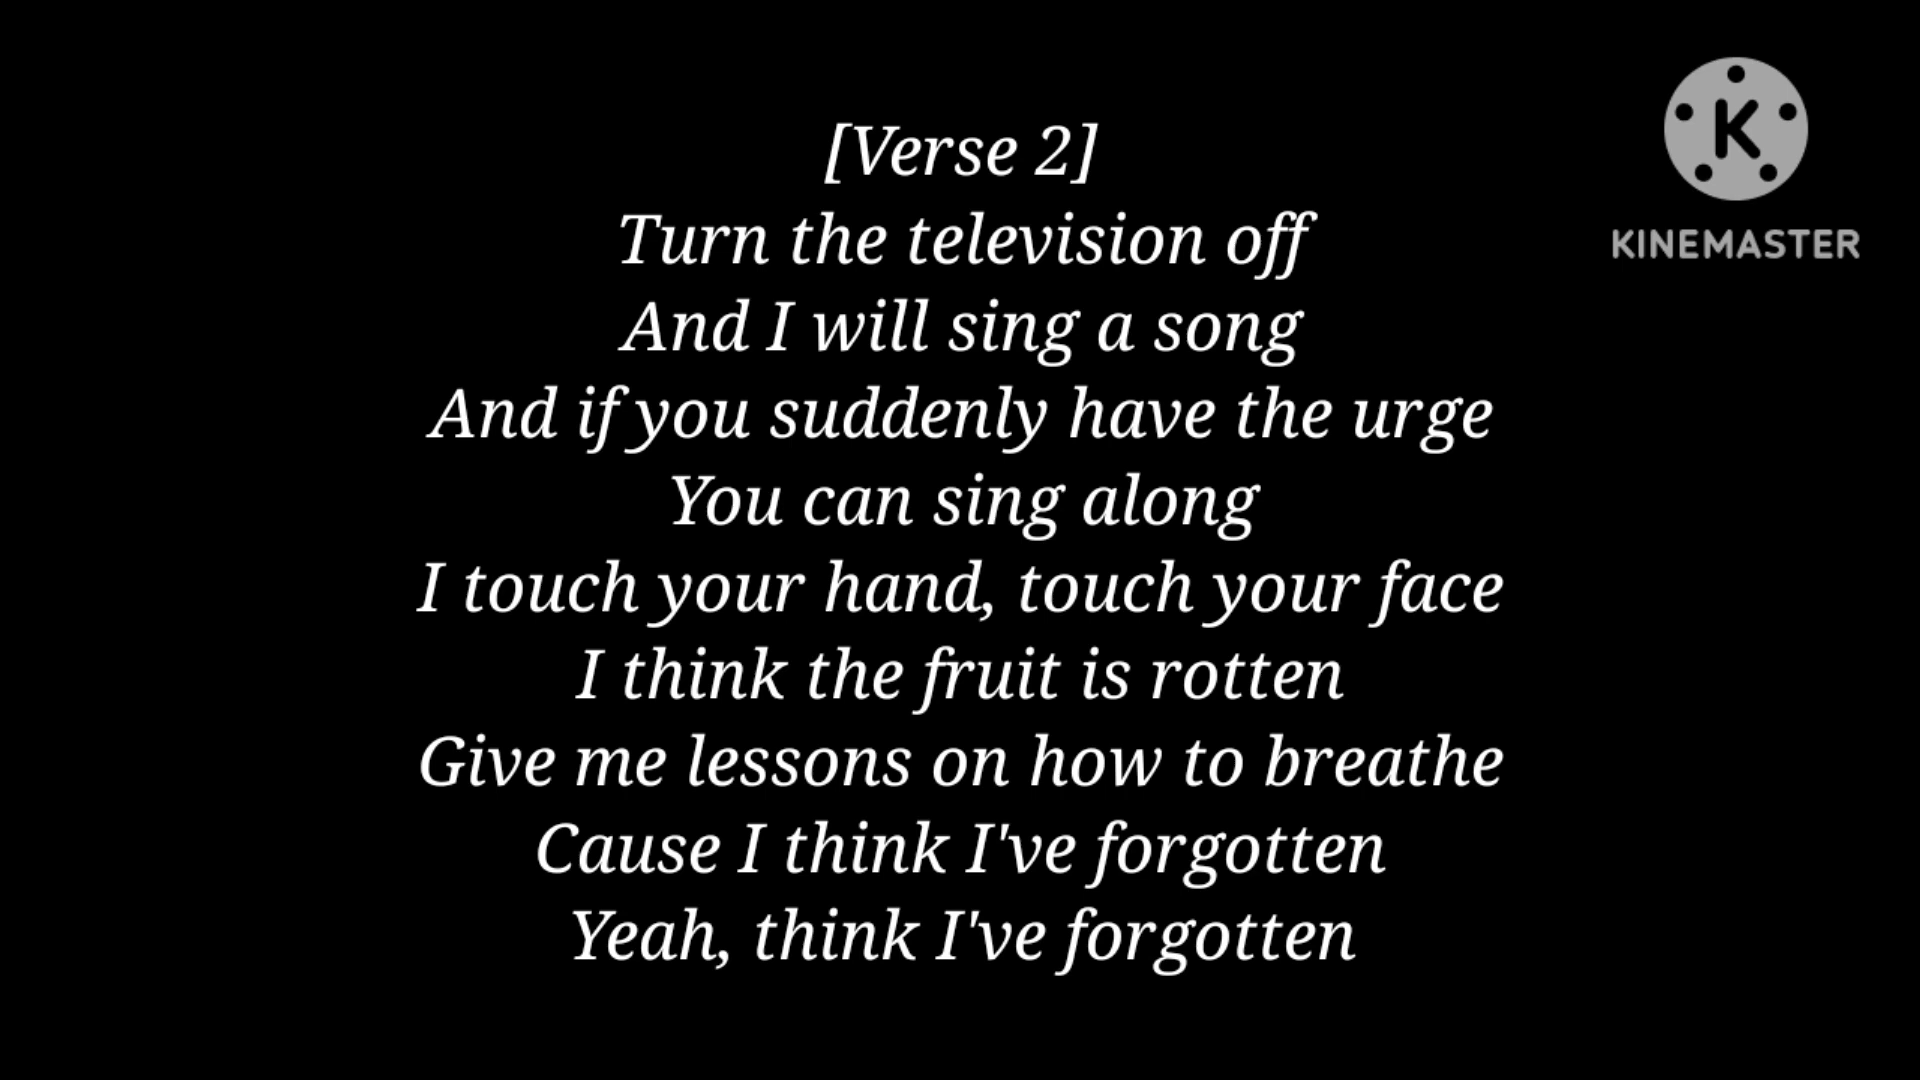 [Verse 2]
Turn the television off
And I will sing a song
And if you suddenly have the urge
You can sing along
I touch your hand, touch your face
I think the fruit is rotten
Give me lessons on how to breathe
Cause I think I've forgotten
Yeah, think I've forgotten
K
KINEMASTER